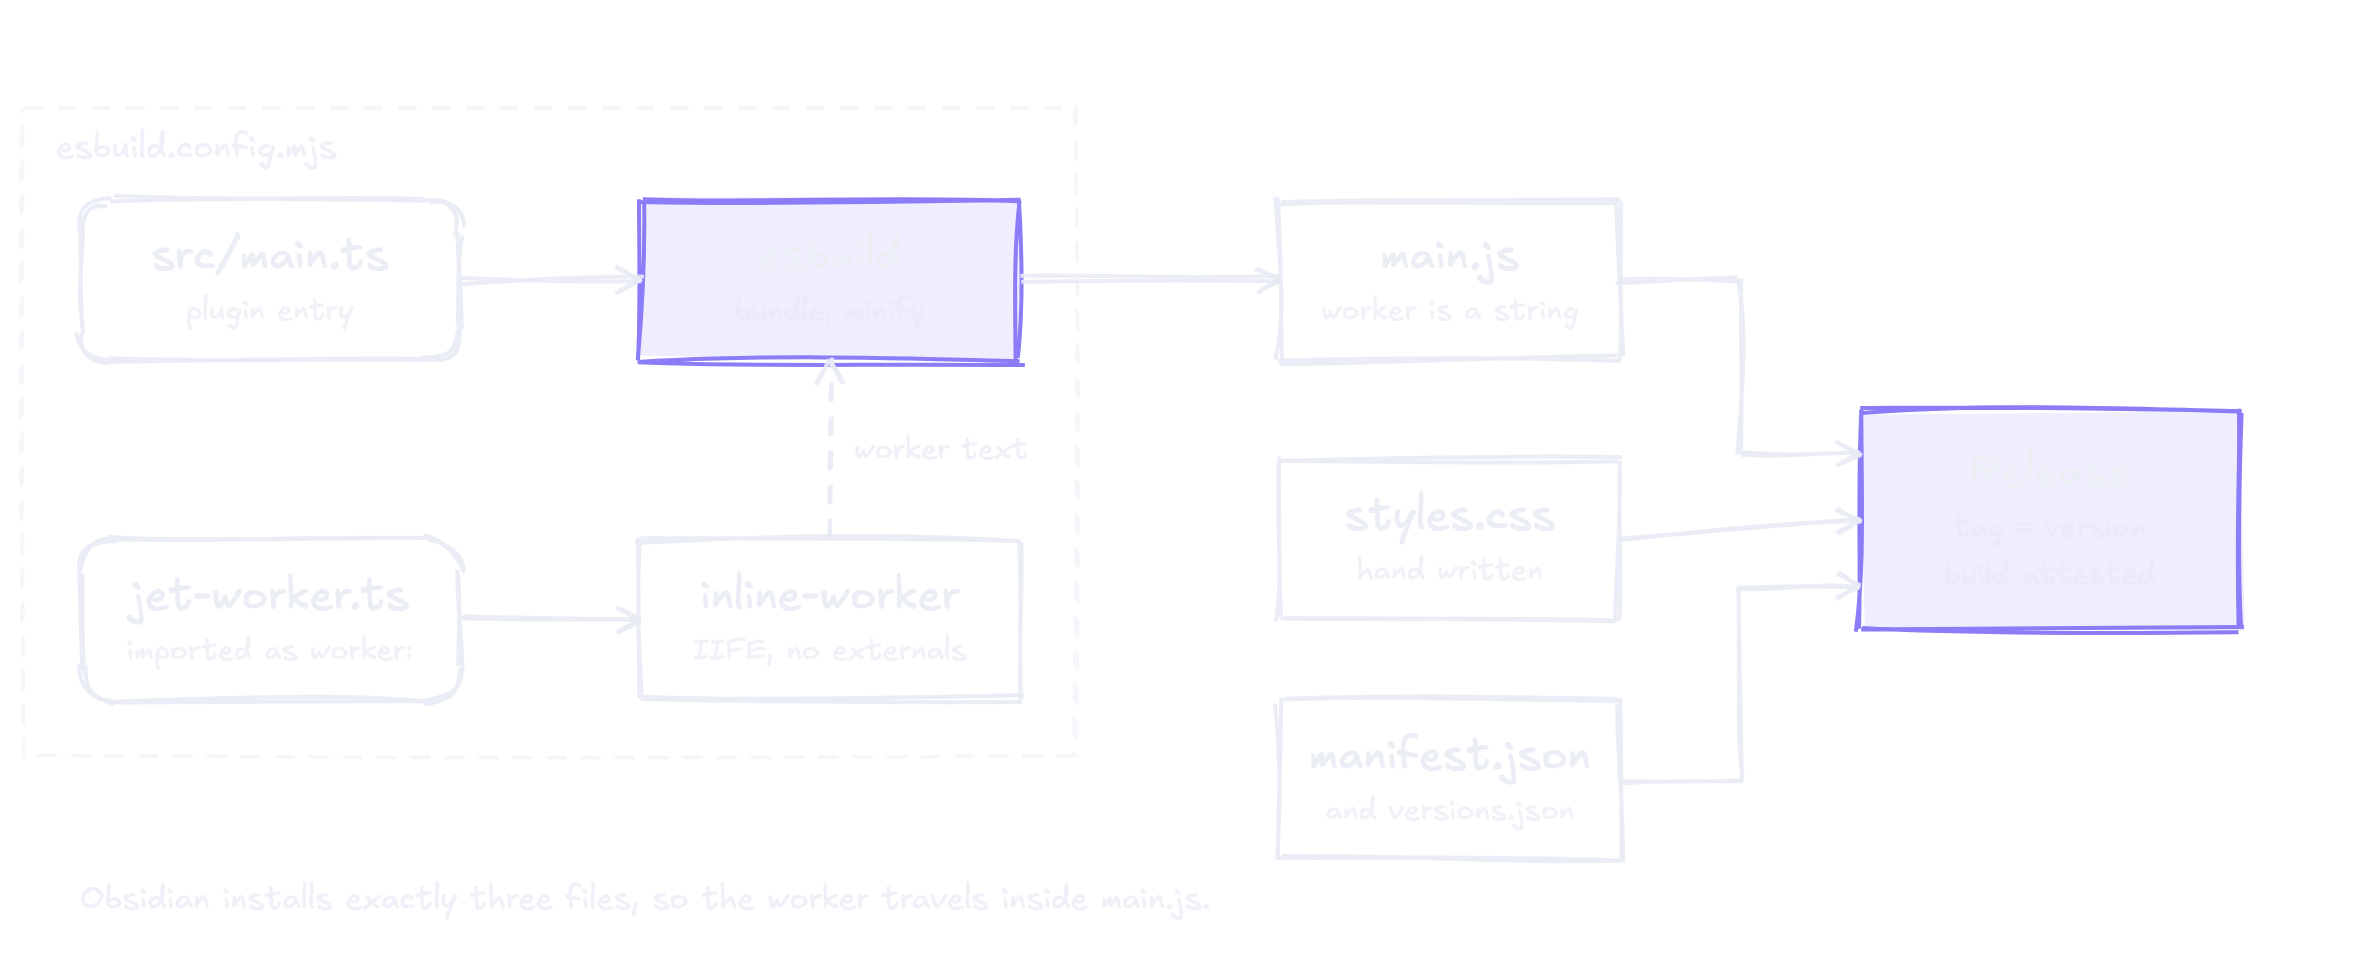 esbuild.config.mjs
src/main.ts
plugin entry
esbuild
bundle, minify
main.js
worker is a string
worker text
styles.css
hand written
Release
tag = version
build attested
jet-worker.ts
imported as worker:
inline-worker
IIFE, no externals
manifest.json
and versions.json
Obsidian installs exactly three files, so the worker travels inside main.js.